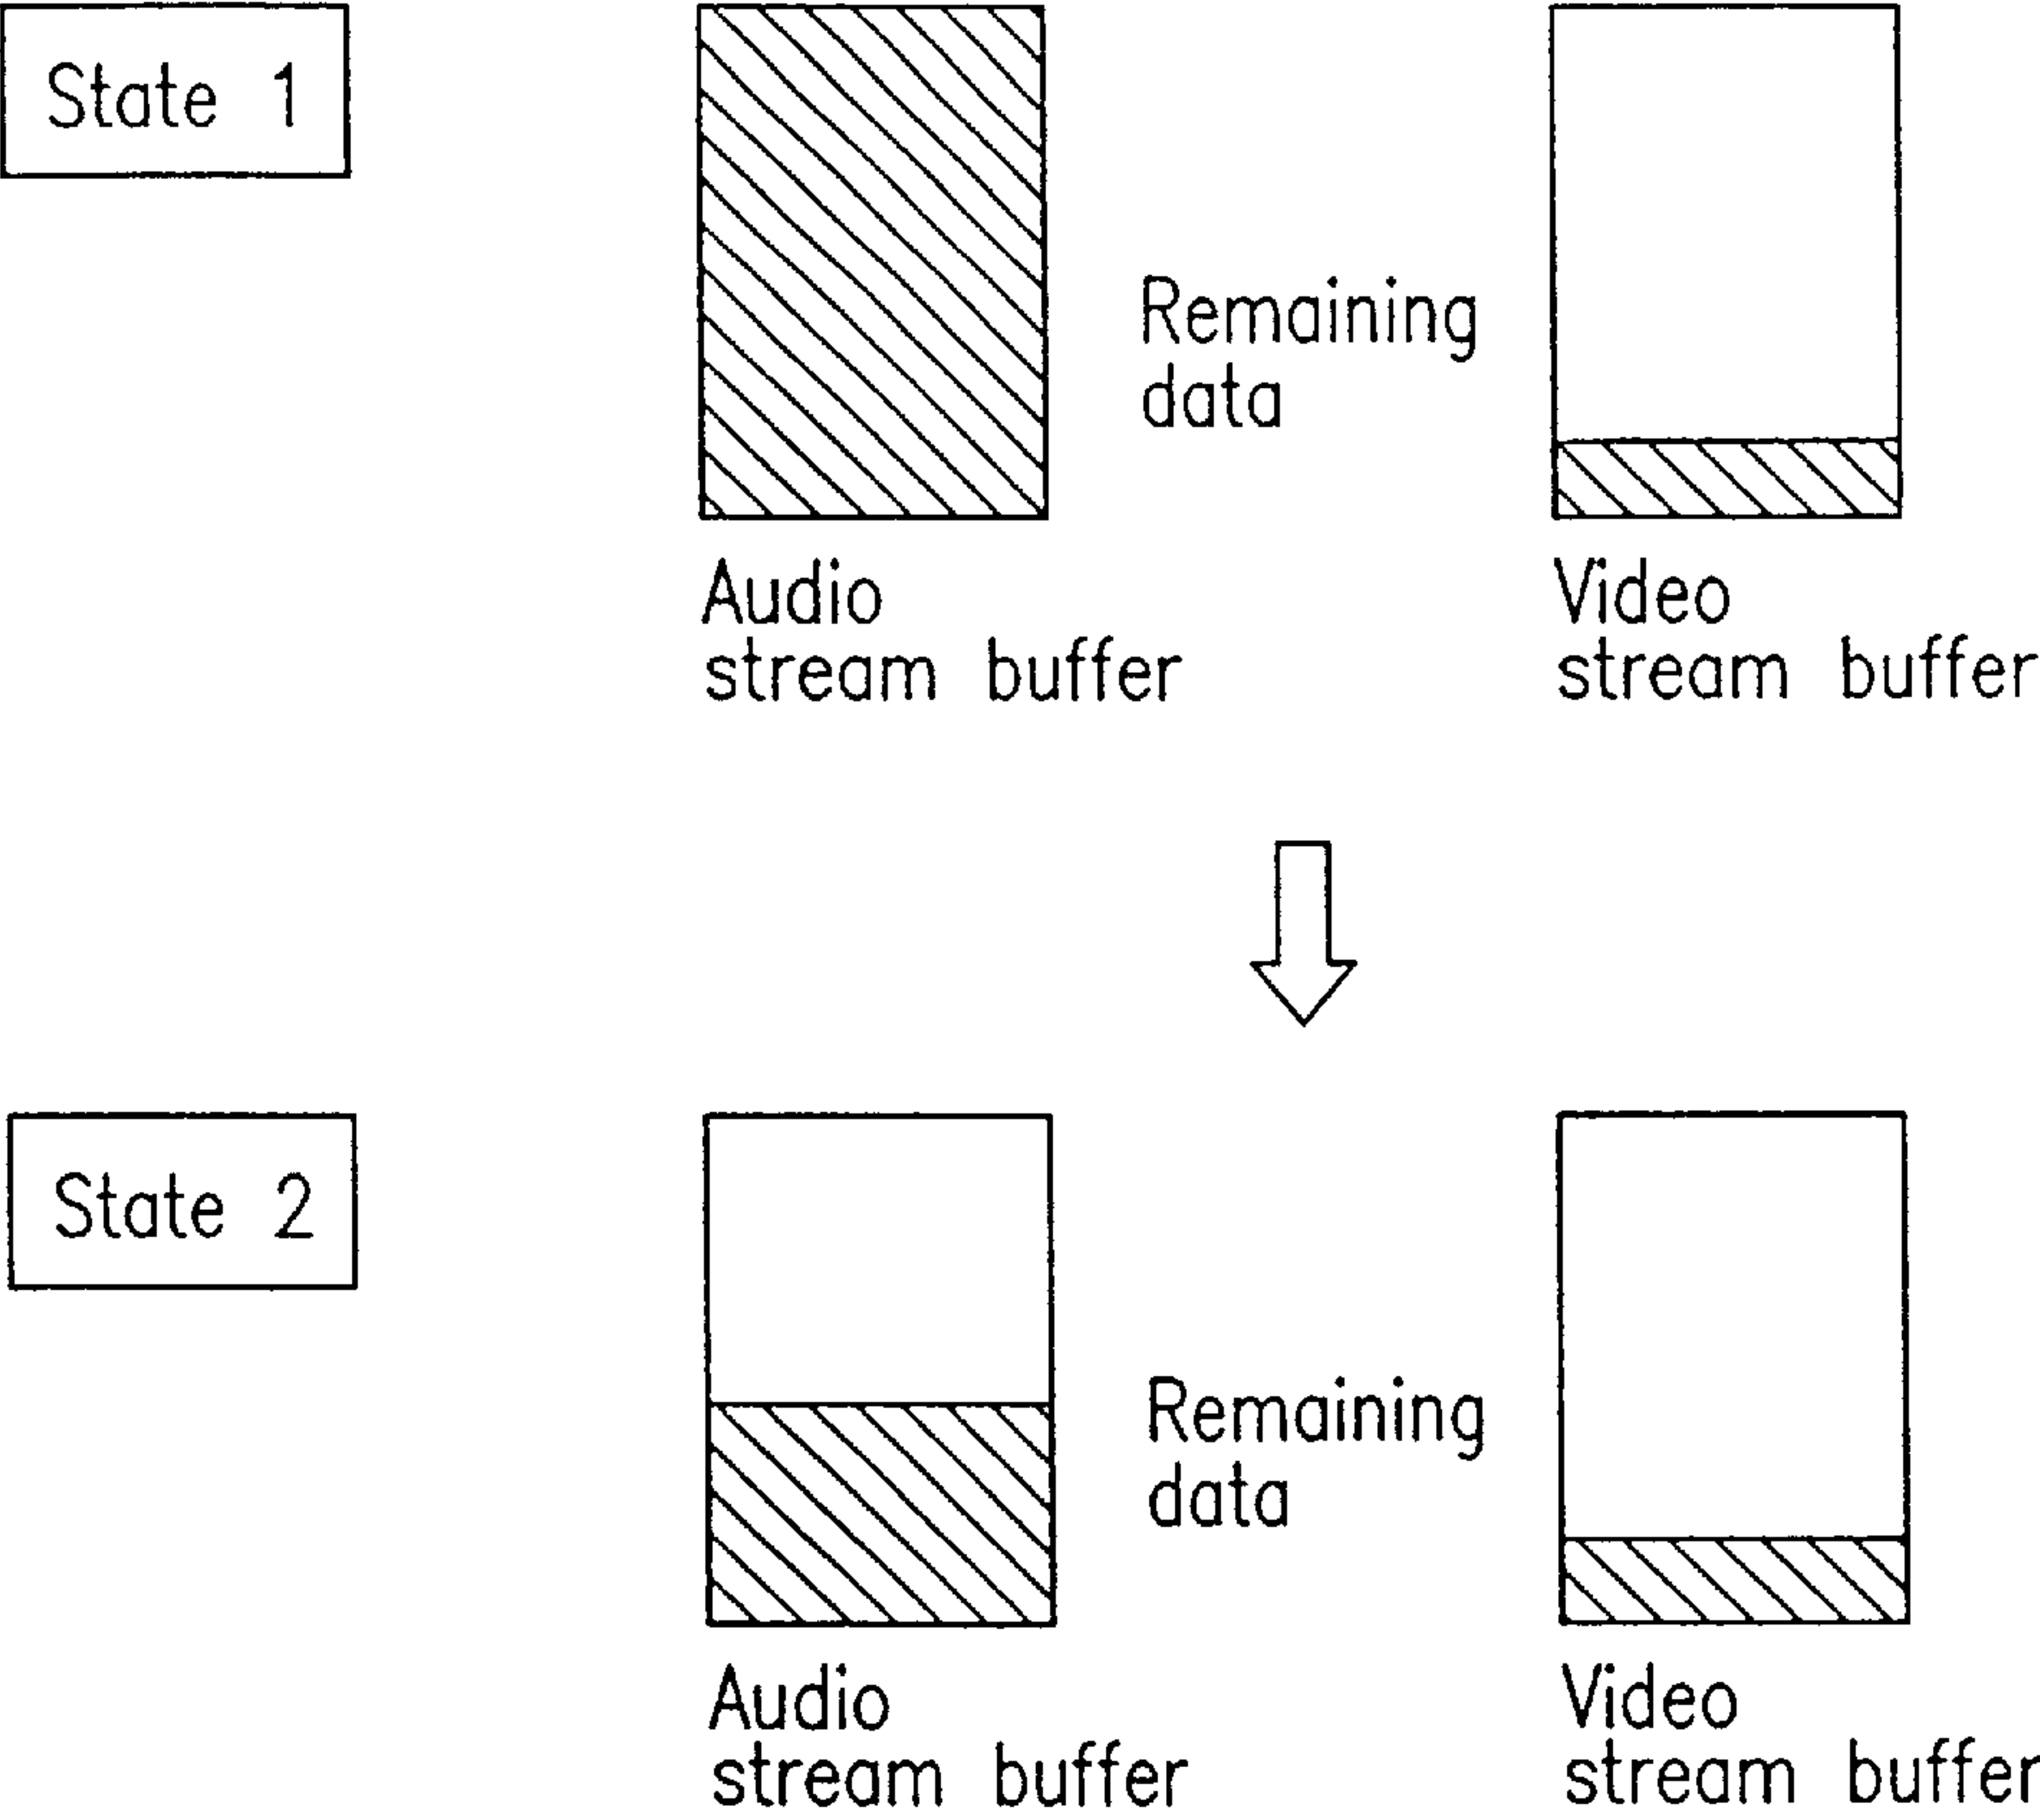 State 1
Remaining
data
Audio
stream buffer
Video
stream buffer
State 2
Remaining
data
Audio
stream buffer
Video
stream buffer